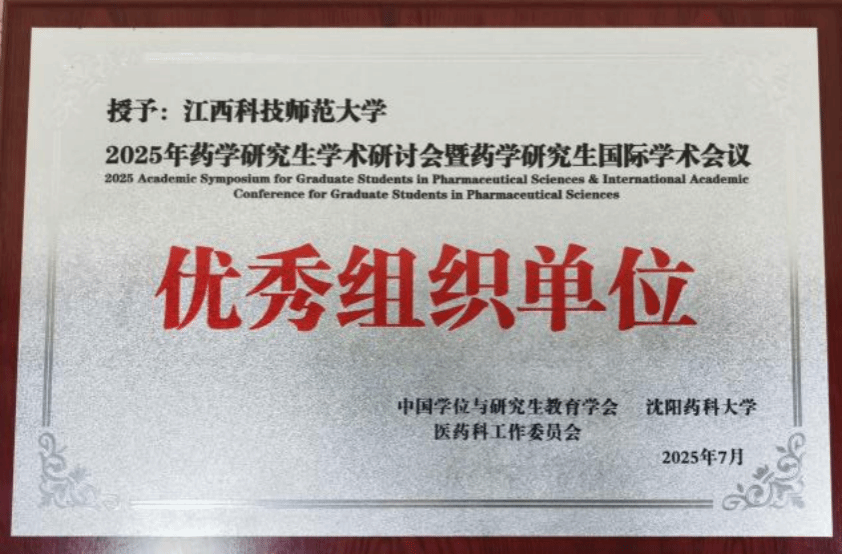 授予：江西科技师范大学
2025年药学研究生学术研讨会暨药学研究生国际学术会议
2025 Academic Symposium for Graduate Students in Pharmaceutical Sciences & International Academic
Conference for Graduate Students in Pharmaceutical Sciences
优秀组织单位
中国学位与研究生教育学会 沈阳药科大学
医药科工作委员会
2025年7月